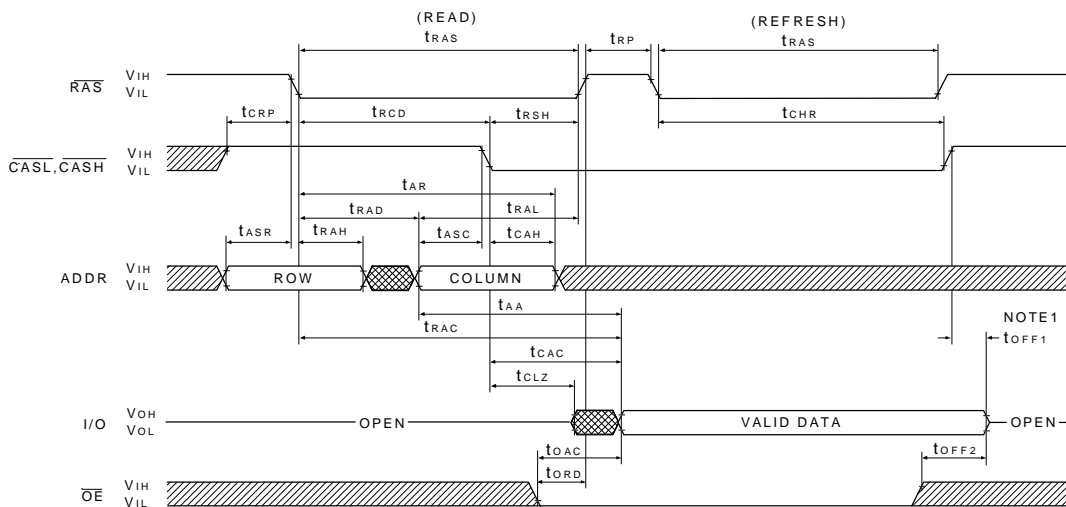 (READ) (REFRESH)
tRAS tRP tRAS
RAS VIH
VIL
tCRP tRCD tRSH tCHR
CASL,CASH VIH
VIL
tAR
tRAD tRAL
tASR tRAH tASC tCAH
ADDR VIH
VIL
ROW COLUMN
tAA
NOTE1
tRAC tOFF1
tCAC
tCLZ
I/O VOH
VOL
OPEN VALID DATA OPEN
tOAC tOFF2
tORD
OE VIH
VIL